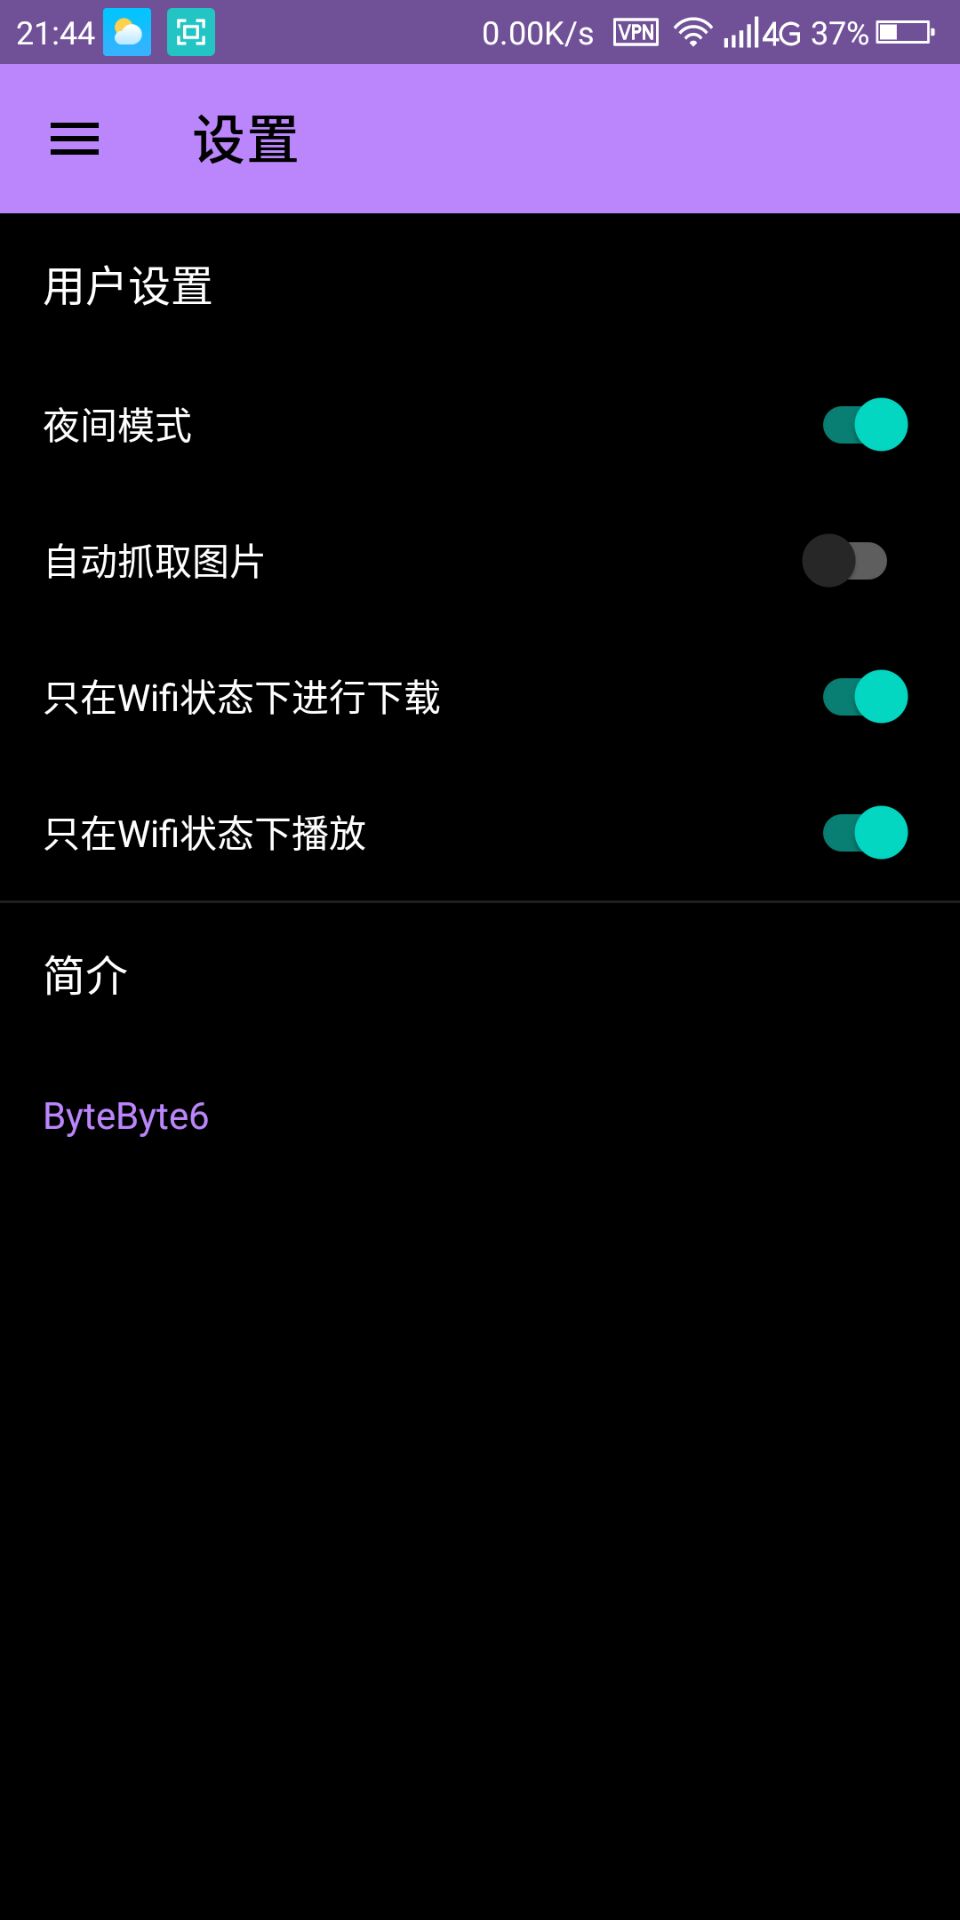 21:44 0.00K/s VPN 4G 37%
设置
用户设置
夜间模式
自动抓取图片
只在Wifi状态下进行下载
只在Wifi状态下播放
简介
ByteByte6